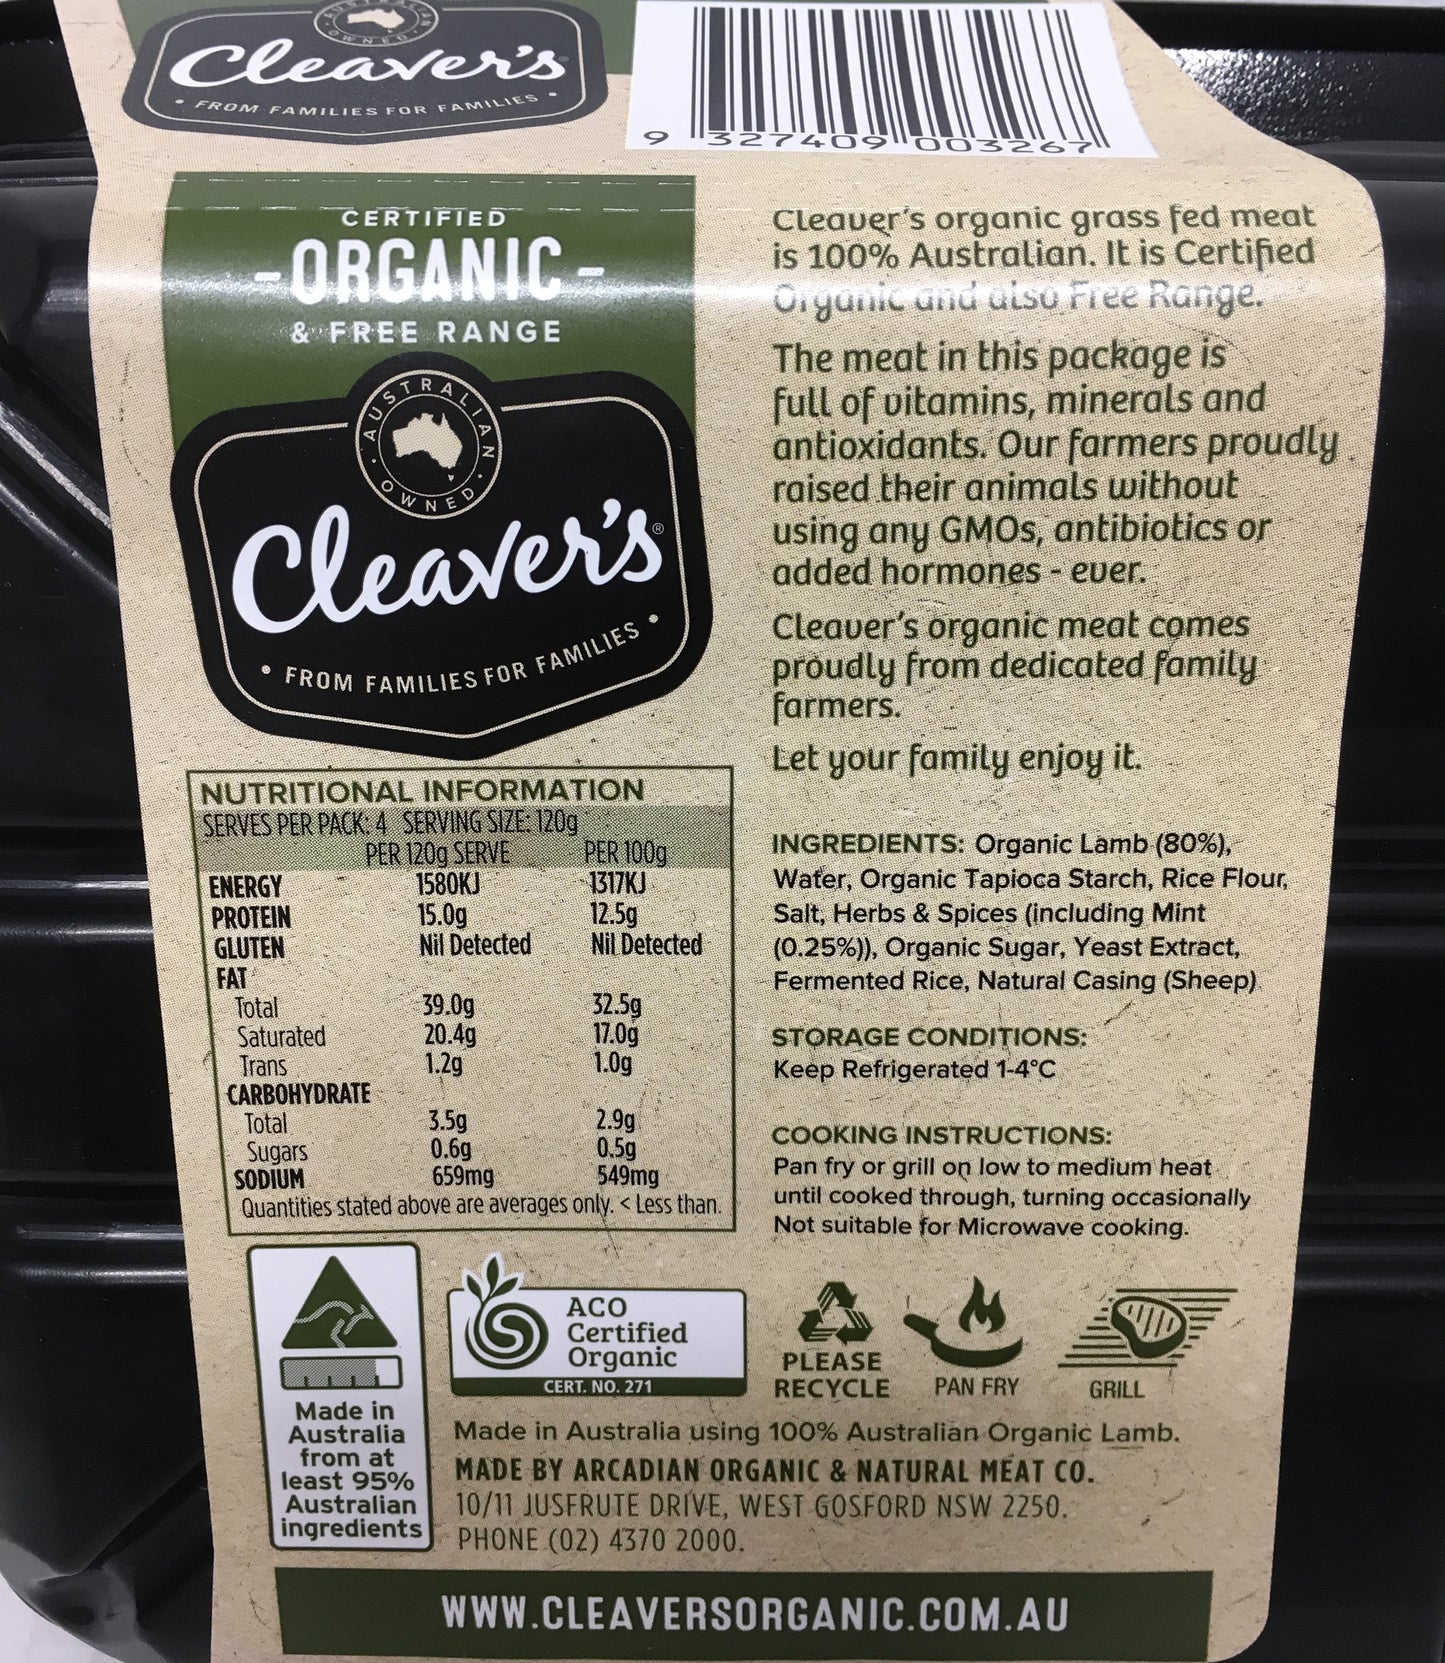 AUSTRALIAN OWNED
Cleaver's
• FROM FAMILIES FOR FAMILIES •
9 327409 003267
CERTIFIED
- ORGANIC -
& FREE RANGE
AUSTRALIAN • OWNED •
Cleaver's®
• FROM FAMILIES FOR FAMILIES •
NUTRITIONAL INFORMATION
SERVES PER PACK: 4 SERVING SIZE: 120g
PER 120g SERVE PER 100g
ENERGY 1580KJ 1317KJ
PROTEIN 15.0g 12.5g
GLUTEN Nil Detected Nil Detected
FAT
Total 39.0g 32.5g
Saturated 20.4g 17.0g
Trans 1.2g 1.0g
CARBOHYDRATE
Total 3.5g 2.9g
Sugars 0.6g 0.5g
SODIUM 659mg 549mg
Quantities stated above are averages only. < Less than.
Cleaver's organic grass fed meat
is 100% Australian. It is Certified
Organic and also Free Range.
The meat in this package is
full of vitamins, minerals and
antioxidants. Our farmers proudly
raised their animals without
using any GMOs, antibiotics or
added hormones - ever.
Cleaver's organic meat comes
proudly from dedicated family
farmers.
Let your family enjoy it.
INGREDIENTS: Organic Lamb (80%),
Water, Organic Tapioca Starch, Rice Flour,
Salt, Herbs & Spices (including Mint
(0.25%)), Organic Sugar, Yeast Extract,
Fermented Rice, Natural Casing (Sheep).
STORAGE CONDITIONS:
Keep Refrigerated 1-4°C
COOKING INSTRUCTIONS:
Pan fry or grill on low to medium heat
until cooked through, turning occasionally
Not suitable for Microwave cooking.
Made in
Australia
from at
least 95%
Australian
ingredients
ACO
Certified
Organic
CERT. NO. 271
PLEASE
RECYCLE
PAN FRY
GRILL
Made in Australia using 100% Australian Organic Lamb.
MADE BY ARCADIAN ORGANIC & NATURAL MEAT CO.
10/11 JUSFRUTE DRIVE, WEST GOSFORD NSW 2250.
PHONE (02) 4370 2000.
WWW.CLEAVERSORGANIC.COM.AU